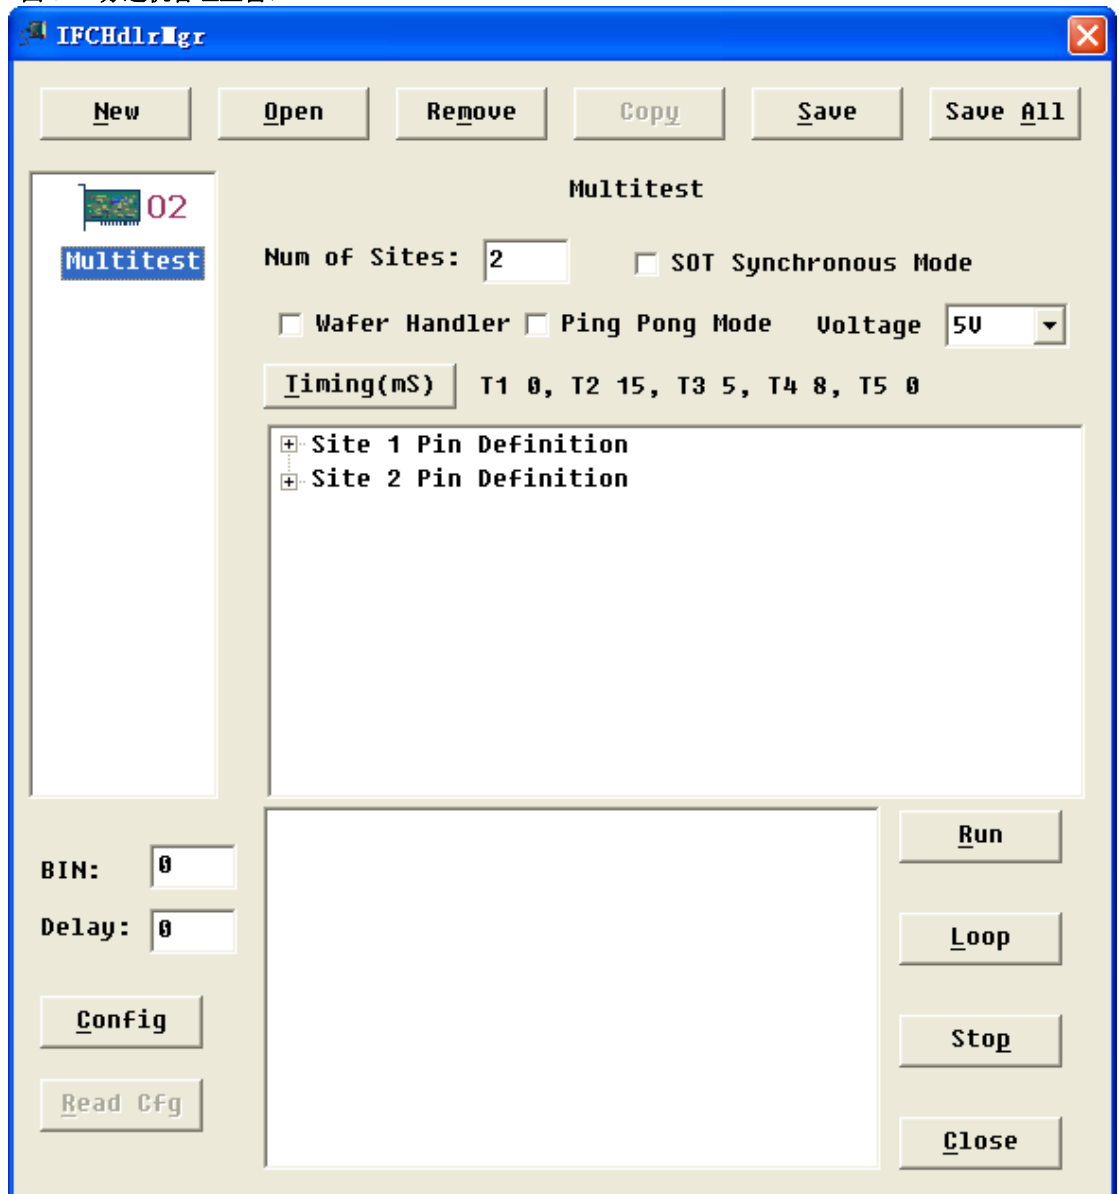 IFCHdlrMgr
New Open Remove Copy Save Save All
02
Multitest
Multitest
Num of Sites: 2 SOT Synchronous Mode
Wafer Handler Ping Pong Mode Voltage 5V
Timing(mS) T1 0, T2 15, T3 5, T4 8, T5 0
Site 1 Pin Definition
Site 2 Pin Definition
BIN: 0
Delay: 0
Config
Read Cfg
Run
Loop
Stop
Close